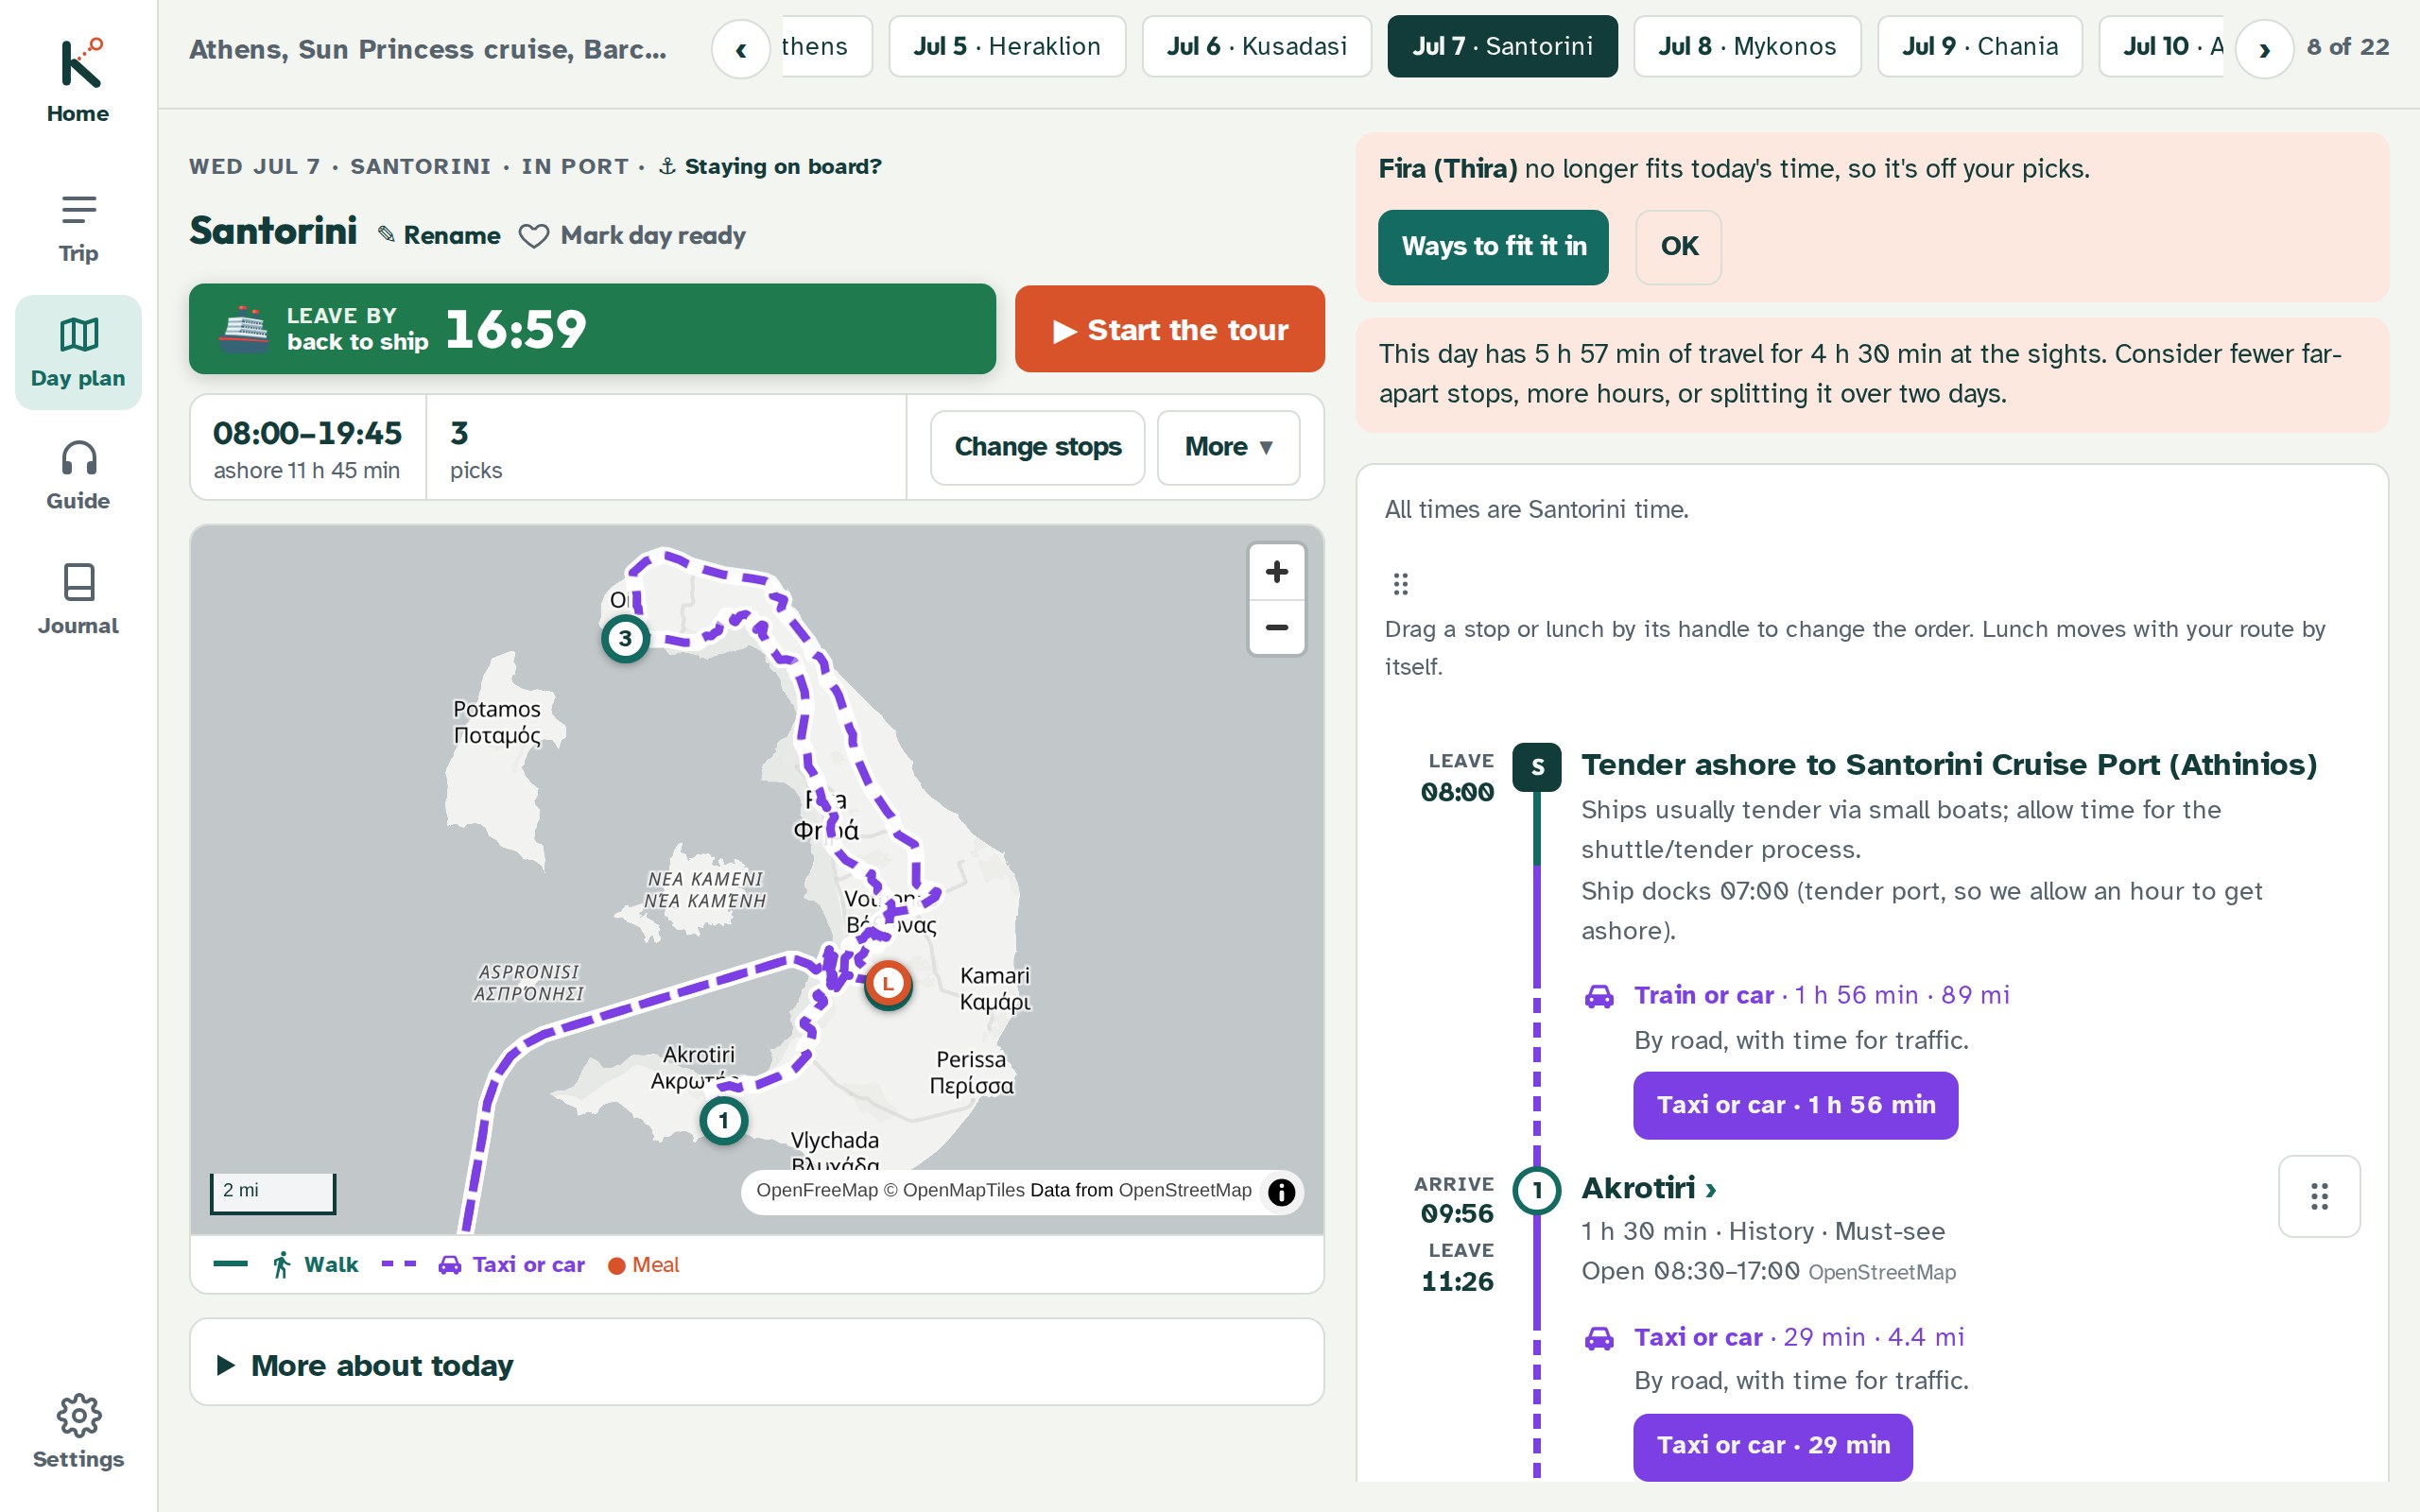 Home
Trip
Day plan
Guide
Journal
Settings
Athens, Sun Princess cruise, Barc...
‹
thens
Jul 5 · Heraklion
Jul 6 · Kusadasi
Jul 7 · Santorini
Jul 8 · Mykonos
Jul 9 · Chania
Jul 10 · A
›
8 of 22
WED JUL 7 · SANTORINI · IN PORT · ⚓ Staying on board?
Santorini ✎ Rename Mark day ready
LEAVE BY
back to ship 16:59
▶ Start the tour
08:00–19:45
ashore 11 h 45 min
3
picks
Change stops
More ▾
+
−
3
Potamos
Ποταμός
ΝΕΑ ΚΑΜΕΝΙ
ΝΈΑ ΚΑΜΈΝΗ
ASPRONISI
ΑΣΠΡΌΝΗΣΙ
L
Kamari
Καμάρι
Akrotiri
Perissa
Περίσσα
1
Vlychada
Βλυχάδα
2 mi
OpenFreeMap © OpenMapTiles Data from OpenStreetMap
Walk
Taxi or car
Meal
▶ More about today
Fira (Thira) no longer fits today's time, so it's off your picks.
Ways to fit it in
OK
This day has 5 h 57 min of travel for 4 h 30 min at the sights. Consider fewer far-
apart stops, more hours, or splitting it over two days.
All times are Santorini time.
Drag a stop or lunch by its handle to change the order. Lunch moves with your route by
itself.
LEAVE
08:00
S
Tender ashore to Santorini Cruise Port (Athinios)
Ships usually tender via small boats; allow time for the
shuttle/tender process.
Ship docks 07:00 (tender port, so we allow an hour to get
ashore).
Train or car · 1 h 56 min · 89 mi
By road, with time for traffic.
Taxi or car · 1 h 56 min
ARRIVE
09:56
LEAVE
11:26
1
Akrotiri ›
1 h 30 min · History · Must-see
Open 08:30–17:00 OpenStreetMap
Taxi or car · 29 min · 4.4 mi
By road, with time for traffic.
Taxi or car · 29 min